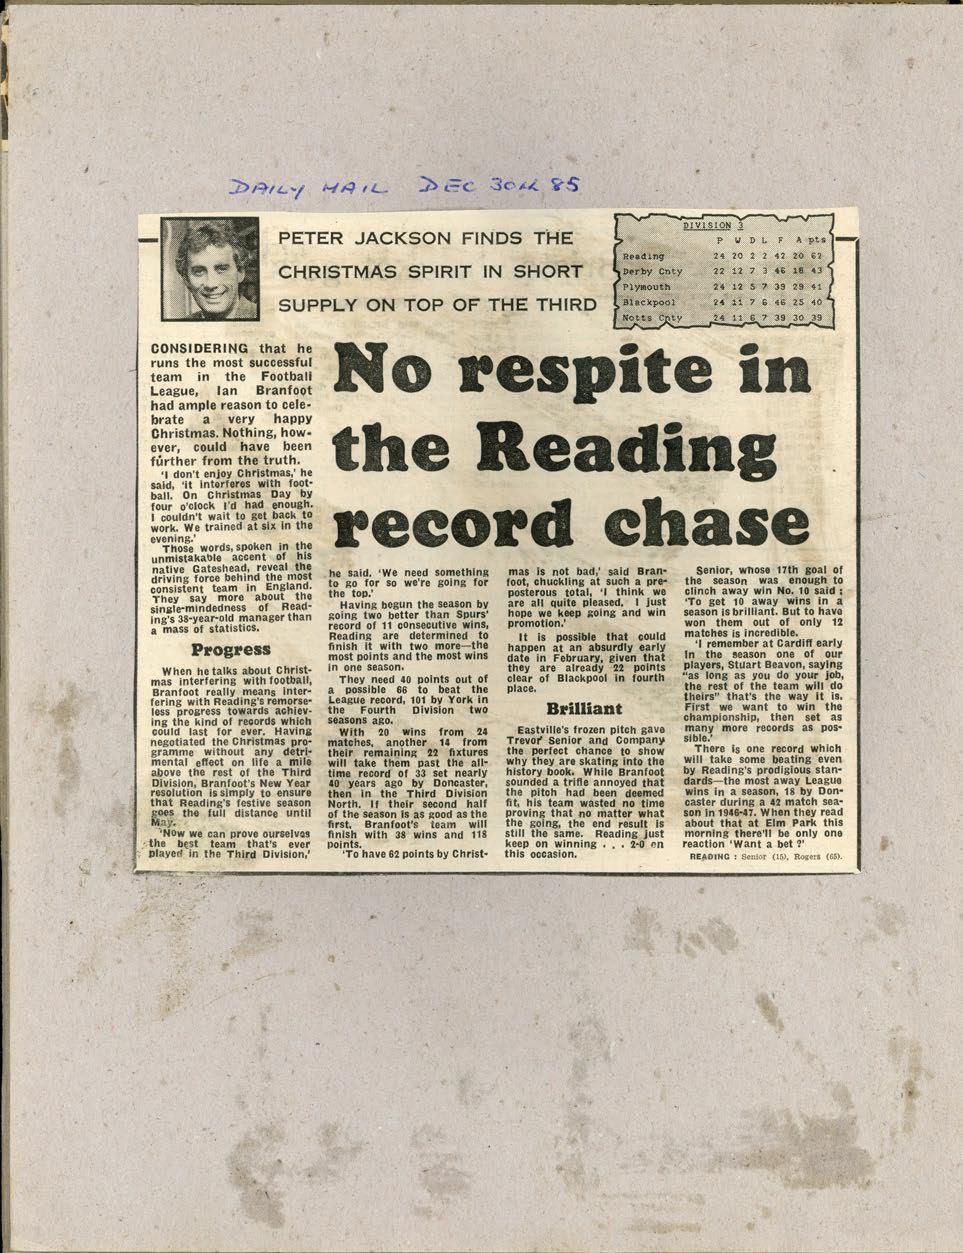 DAILY MAIL DEC 30th 85
PETER JACKSON FINDS THE
CHRISTMAS SPIRIT IN SHORT
SUPPLY ON TOP OF THE THIRD
DIVISION 3
P W D L F A pts
Reading 24 20 2 2 42 20 62
Derby Cnty 22 12 7 3 46 18 43
Plymouth 24 12 5 7 39 29 41
Blackpool 24 11 7 6 46 25 40
Notts Cnty 24 11 6 7 39 30 39
No respite in
the Reading
record chase
CONSIDERING that he
runs the most successful
team in the Football
League, Ian Branfoot
had ample reason to cele-
brate a very happy
Christmas. Nothing, how-
ever, could have been
further from the truth.
'I don't enjoy Christmas,' he
said, 'it interferes with foot-
ball. On Christmas Day by
four o'clock I'd had enough.
I couldn't wait to get back to
work. We trained at six in the
evening.'
Those words, spoken in the
unmistakable accent of his
native Gateshead, reveal the
driving force behind the most
consistent team in England.
They say more about the
single-mindedness of Read-
ing's 38-year-old manager than
a mass of statistics.
Progress
When he talks about Christ-
mas interfering with football,
Branfoot really means inter-
fering with Reading's remorse-
less progress towards achiev-
ing the kind of records which
could last for ever. Having
negotiated the Christmas pro-
gramme without any detri-
mental effect on life a mile
above the rest of the Third
Division, Branfoot's New Year
resolution is simply to ensure
that Reading's festive season
goes the full distance until
May.
'Now we can prove ourselves
the best team that's ever
played in the Third Division,'
he said. 'We need something
to go for so we're going for
the top.'
Having begun the season by
going two better than Spurs'
record of 11 consecutive wins,
Reading are determined to
finish it with two more—the
most points and the most wins
in one season.
They need 40 points out of
a possible 66 to beat the
League record, 101 by York in
the Fourth Division two
seasons ago.
With 20 wins from 24
matches, another 14 from
their remaining 22 fixtures
will take them past the all-
time record of 33 set nearly
40 years ago by Doncaster,
then in the Third Division
North. If their second half
of the season is as good as the
first, Branfoot's team will
finish with 38 wins and 118
points.
'To have 62 points by Christ-
mas is not bad,' said Bran-
foot, chuckling at such a pre-
posterous total, 'I think we
are all quite pleased. I just
hope we keep going and win
promotion.'
It is possible that could
happen at an absurdly early
date in February, given that
they are already 22 points
clear of Blackpool in fourth
place.
Brilliant
Eastville's frozen pitch gave
Trevor Senior and Company
the perfect chance to show
why they are skating into the
history book. While Branfoot
sounded a trifle annoyed that
the pitch had been deemed
fit, his team wasted no time
proving that no matter what
the going, the end result is
still the same. Reading just
keep on winning . . . 2-0 on
this occasion.
Senior, whose 17th goal of
the season was enough to
clinch away win No. 10 said :
'To get 10 away wins in a
season is brilliant. But to have
won them out of only 12
matches is incredible.
'I remember at Cardiff early
in the season one of our
players, Stuart Beavon, saying
"as long as you do your job,
the rest of the team will do
theirs" that's the way it is.
First we want to win the
championship, then set as
many more records as pos-
sible.'
There is one record which
will take some beating even
by Reading's prodigious stan-
dards—the most away League
wins in a season, 18 by Don-
caster during a 42 match sea-
son in 1946-47. When they read
about that at Elm Park this
morning there'll be only one
reaction 'Want a bet ?'
READING : Senior (15), Rogers (65).